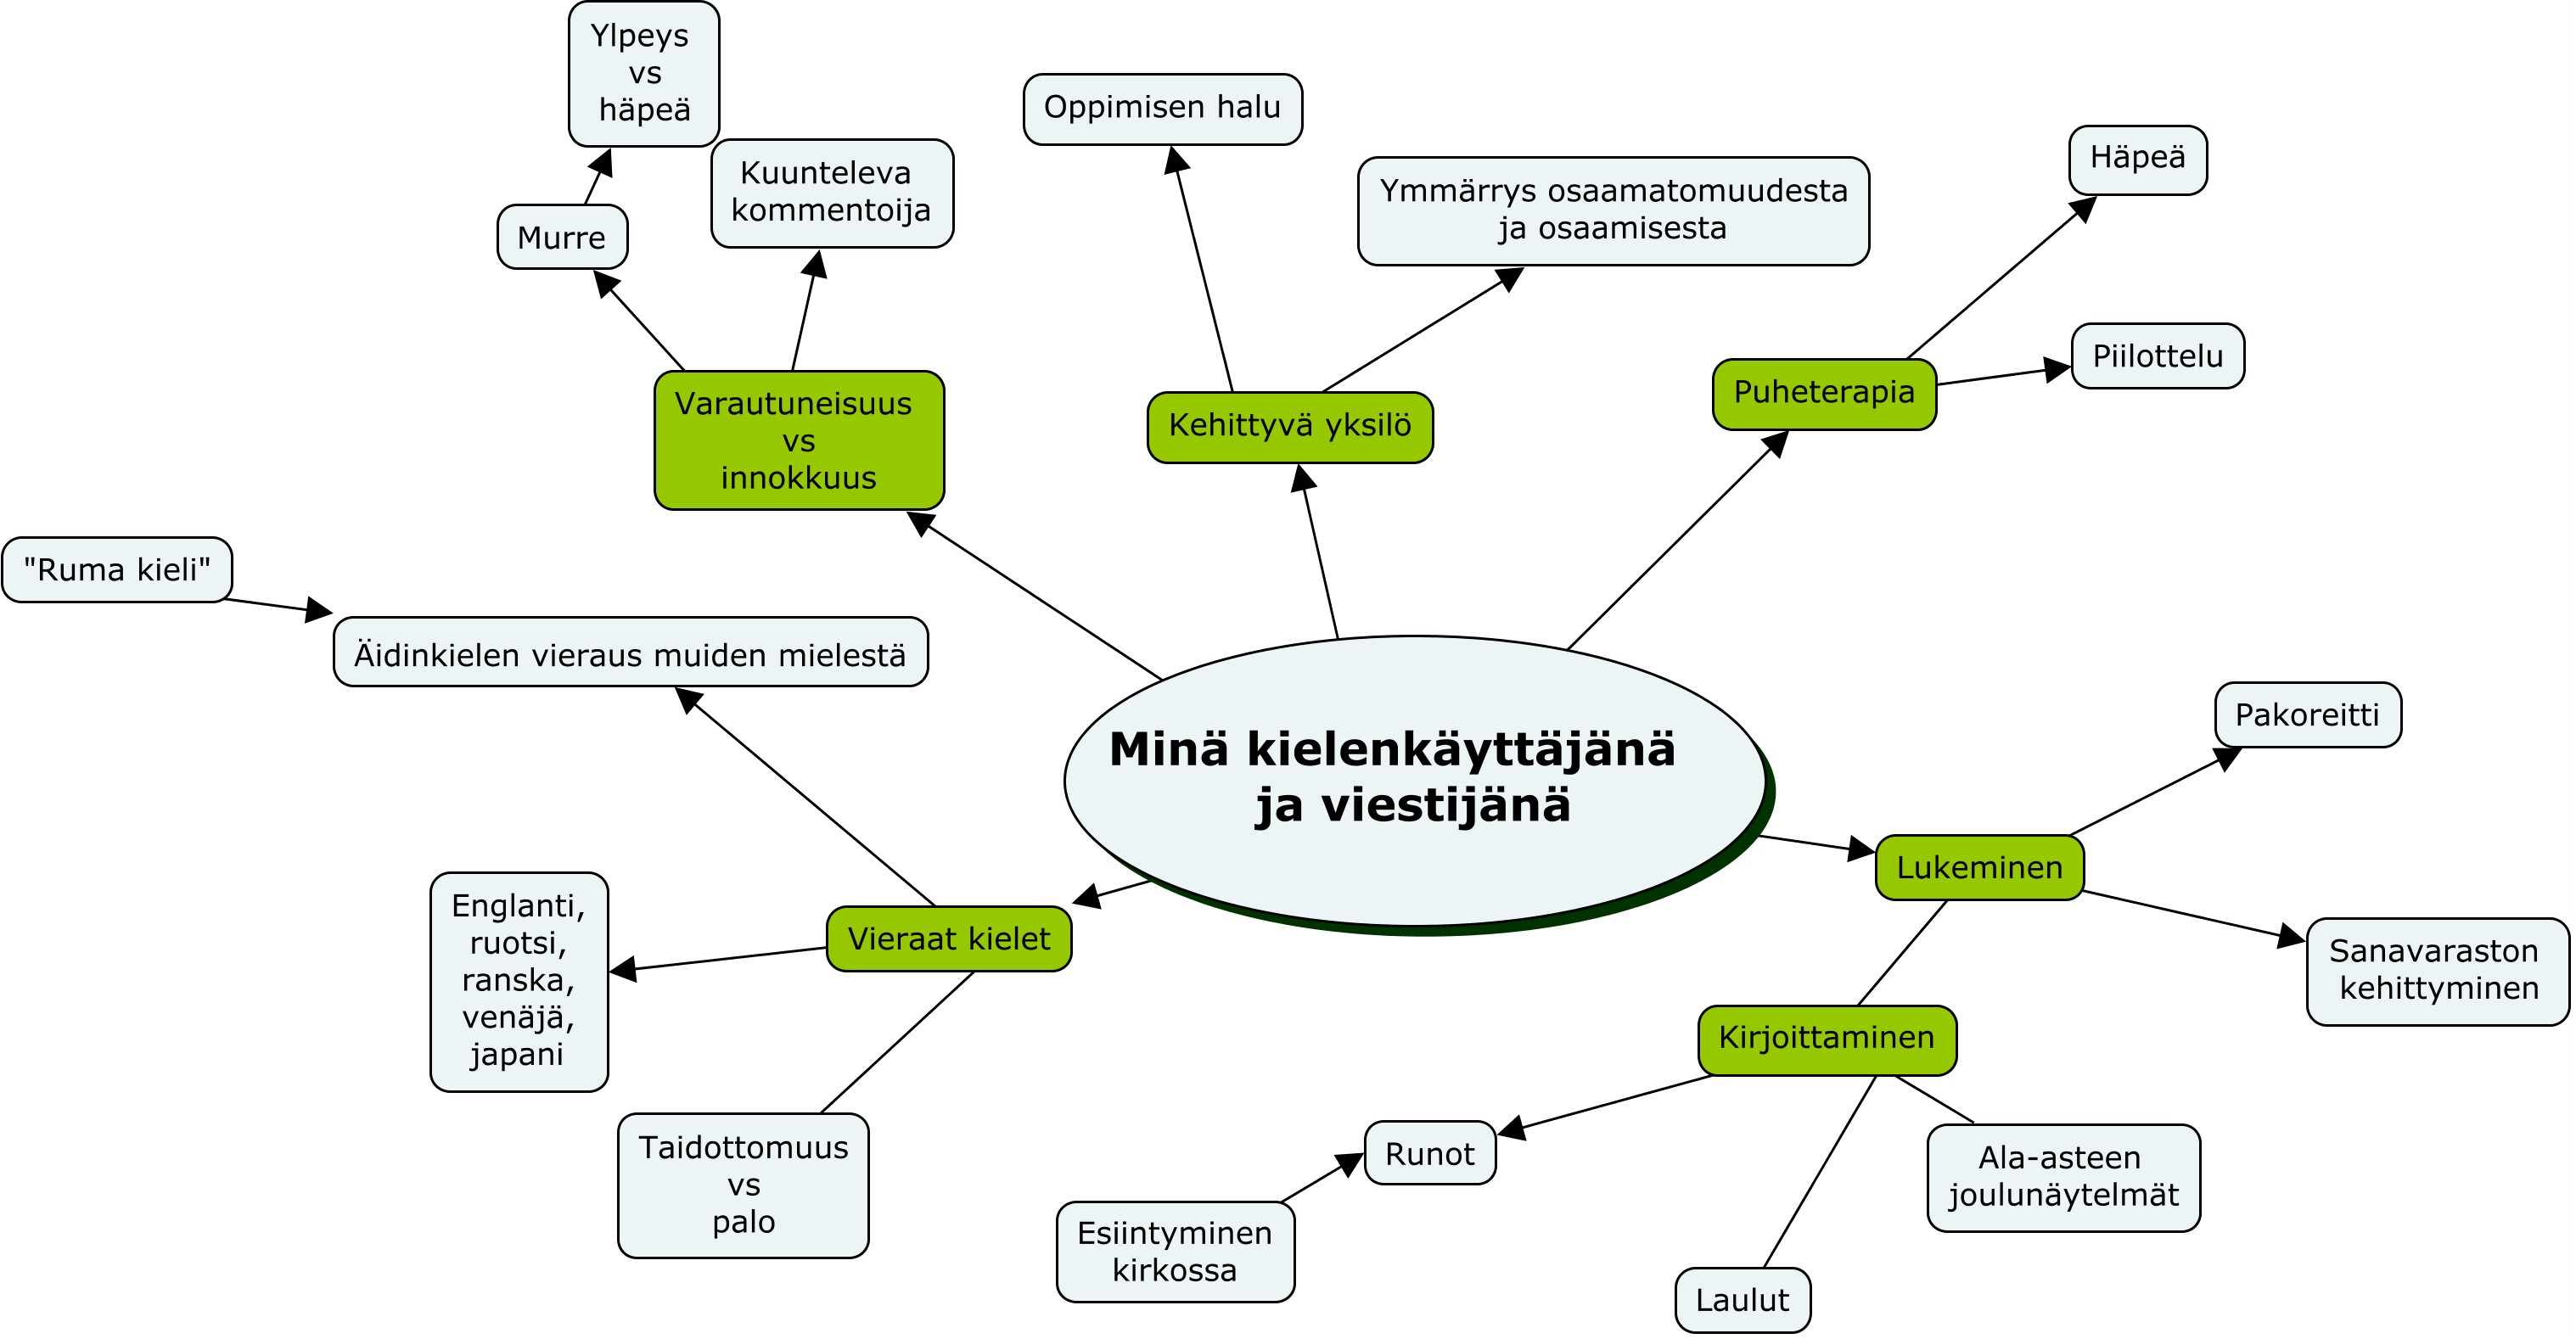 Ylpeys
vs
häpeä
Kuunteleva
kommentoija
Murre
Varautuneisuus
vs
innokkuus
Oppimisen halu
Ymmärrys osaamatomuudesta
ja osaamisesta
Kehittyvä yksilö
Häpeä
Piilottelu
Puheterapia
"Ruma kieli"
Äidinkielen vieraus muiden mielestä
Minä kielenkäyttäjänä
ja viestijänä
Pakoreitti
Lukeminen
Sanavaraston
kehittyminen
Vieraat kielet
Englanti,
ruotsi,
ranska,
venäjä,
japani
Taidottomuus
vs
palo
Kirjoittaminen
Runot
Esiintyminen
kirkossa
Ala-asteen
joulunäytelmät
Laulut